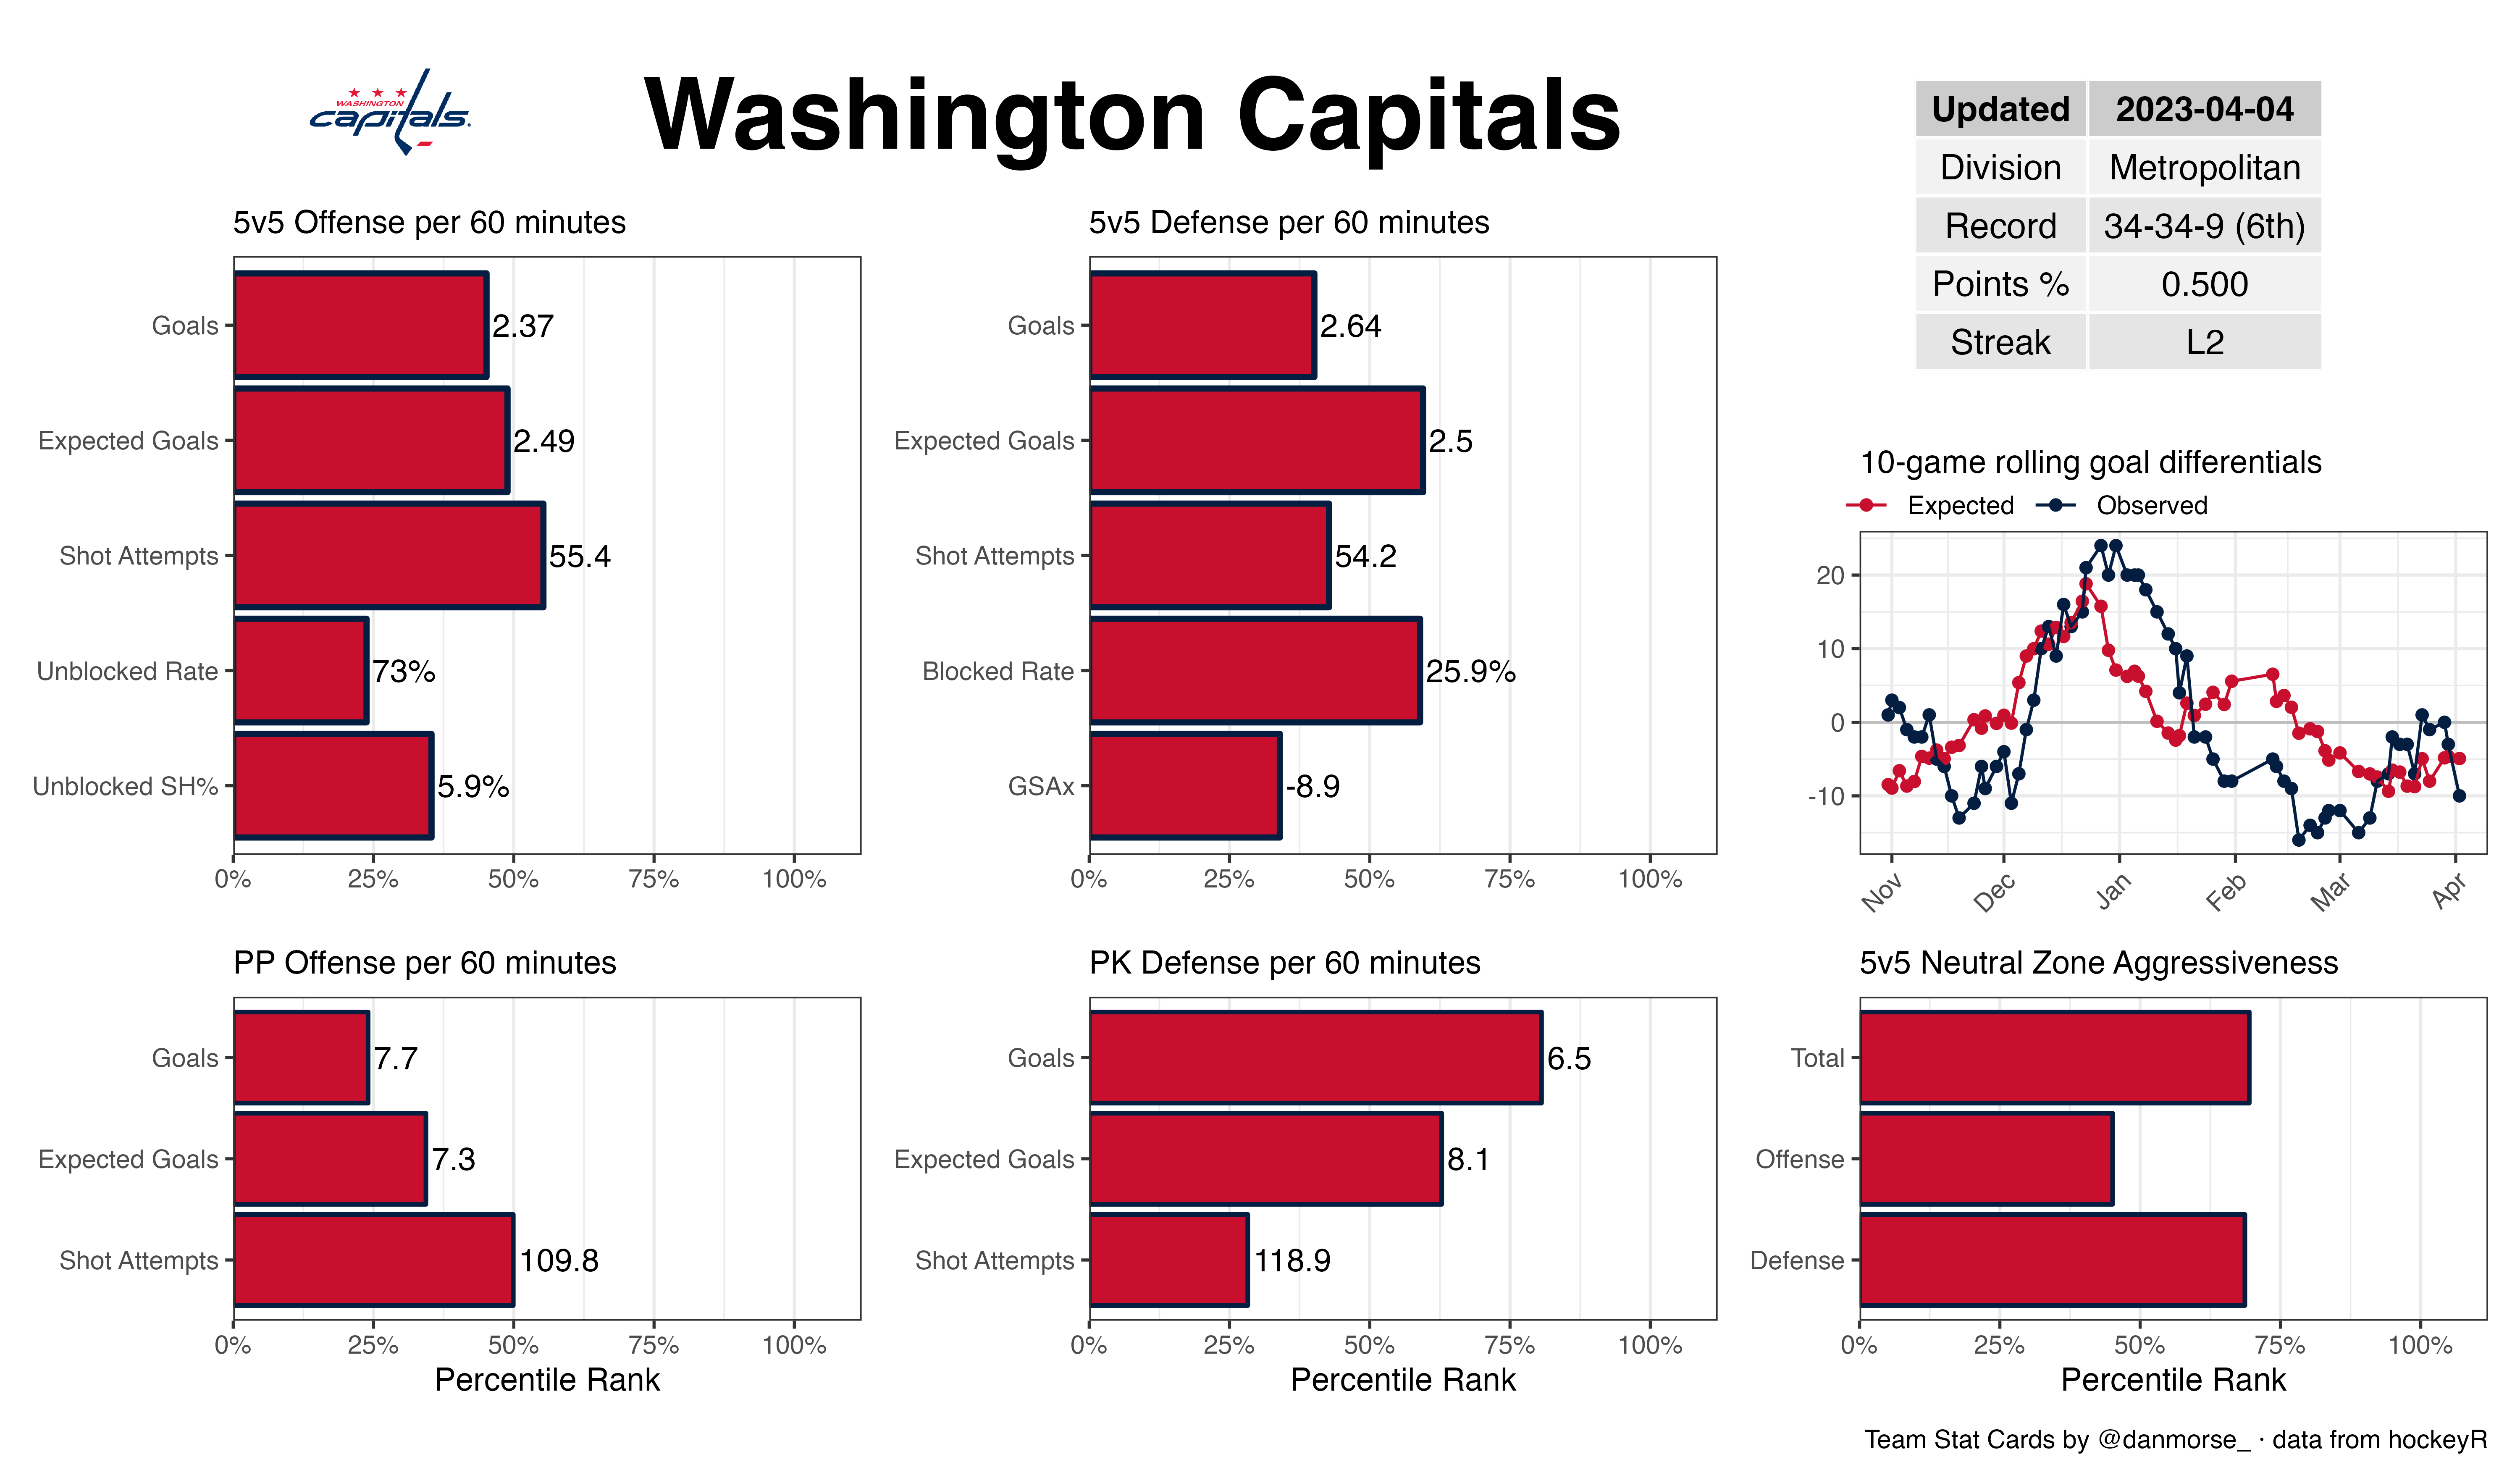 WASHINGTON
capitals.
Washington Capitals
Updated 2023-04-04
Division Metropolitan
Record 34-34-9 (6th)
Points % 0.500
Streak L2
5v5 Offense per 60 minutes
Goals 2.37
Expected Goals 2.49
Shot Attempts 55.4
Unblocked Rate 73%
Unblocked SH% 5.9%
0% 25% 50% 75% 100%
5v5 Defense per 60 minutes
Goals 2.64
Expected Goals 2.5
Shot Attempts 54.2
Blocked Rate 25.9%
GSAx -8.9
0% 25% 50% 75% 100%
10-game rolling goal differentials
Expected Observed
20
10
0
-10
Nov Dec Jan Feb Mar Apr
PP Offense per 60 minutes
Goals 7.7
Expected Goals 7.3
Shot Attempts 109.8
0% 25% 50% 75% 100%
Percentile Rank
PK Defense per 60 minutes
Goals 6.5
Expected Goals 8.1
Shot Attempts 118.9
0% 25% 50% 75% 100%
Percentile Rank
5v5 Neutral Zone Aggressiveness
Total
Offense
Defense
0% 25% 50% 75% 100%
Percentile Rank
Team Stat Cards by @danmorse_ · data from hockeyR